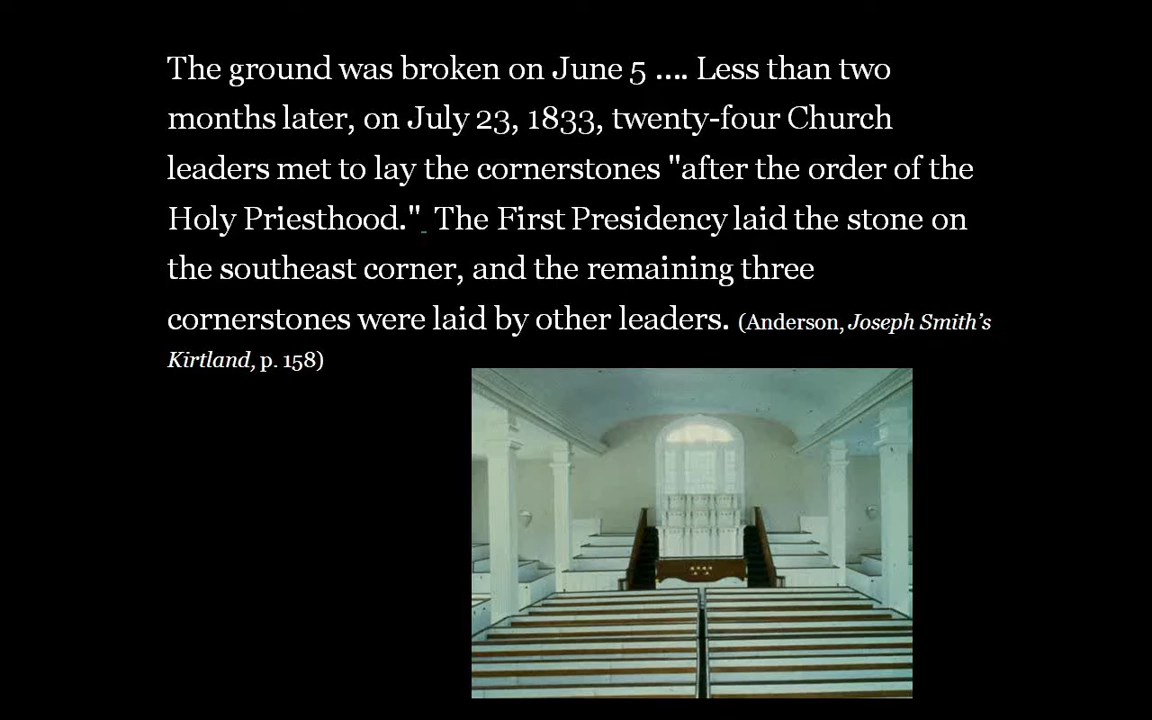 The ground was broken on June 5 .... Less than two
months later, on July 23, 1833, twenty-four Church
leaders met to lay the cornerstones "after the order of the
Holy Priesthood."  The First Presidency laid the stone on
the southeast corner, and the remaining three
cornerstones were laid by other leaders. (Anderson, Joseph Smith’s
Kirtland, p. 158)